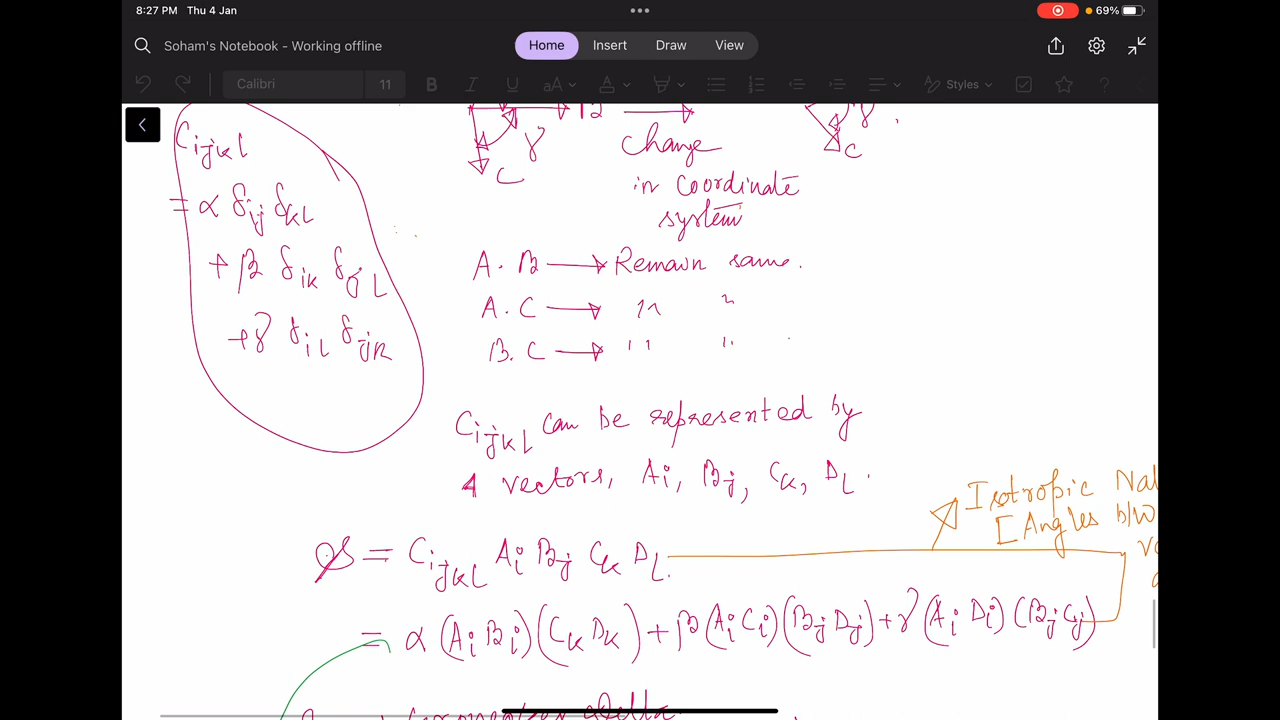 8:27 PM Thu 4 Jan
69%
Soham's Notebook - Working offline
Home Insert Draw View
Calibri 11 B I U aA A Styles
Cijkl
= α δij δkl
+ β δik δjl
+ γ δil δjk
γ
C
Change
in coordinate
system
γ
C
A . B → Remain same.
A . C → " "
B . C → " "
Cijkl can be represented by
4 vectors, Ai, Bj, Ck, Dl.
Isotropic
[Angles b/w
S = Cijkl Ai Bj Ck Dl.
= α (Ai Bi) (Ck Dk) + β (Ai Ci) (Bj Dj) + γ (Ai Di) (Bj Cj)
Delta